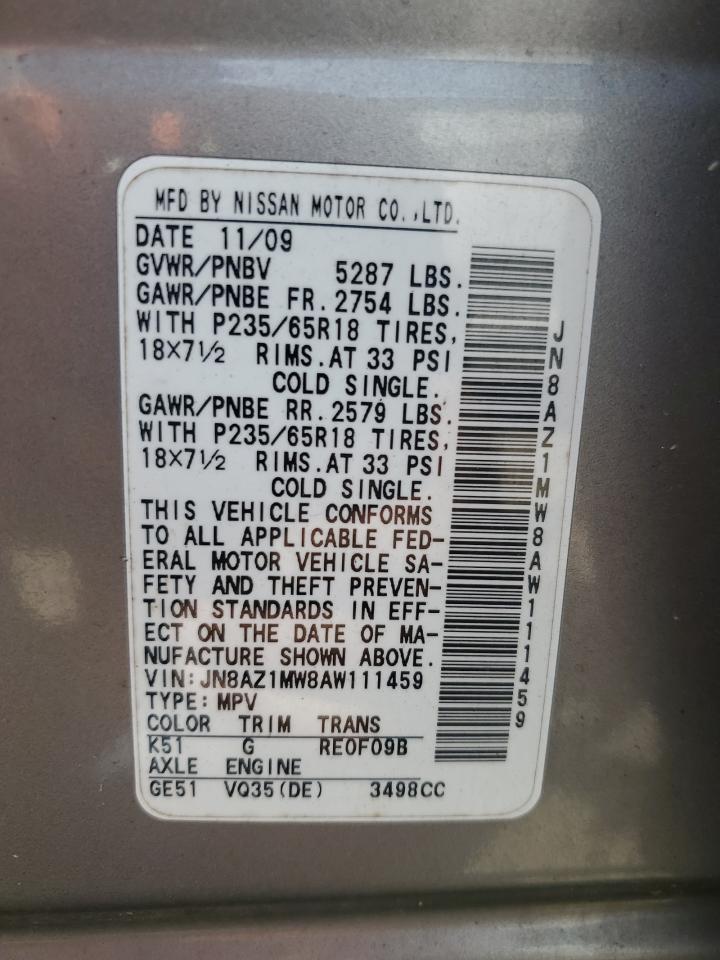 MFD BY NISSAN MOTOR CO.,LTD.
DATE 11/09
GVWR/PNBV 5287 LBS.
GAWR/PNBE FR.2754 LBS.
WITH P235/65R18 TIRES,
18X7½ RIMS.AT 33 PSI
COLD SINGLE.
GAWR/PNBE RR.2579 LBS.
WITH P235/65R18 TIRES,
18X7½ RIMS.AT 33 PSI
COLD SINGLE.
THIS VEHICLE CONFORMS
TO ALL APPLICABLE FED-
ERAL MOTOR VEHICLE SA-
FETY AND THEFT PREVEN-
TION STANDARDS IN EFF-
ECT ON THE DATE OF MA-
NUFACTURE SHOWN ABOVE.
VIN:JN8AZ1MW8AW111459
TYPE:MPV
COLOR TRIM TRANS
K51 G RE0F09B
AXLE ENGINE
GE51 VQ35(DE) 3498CC
JN8AZ1MW8AW111459